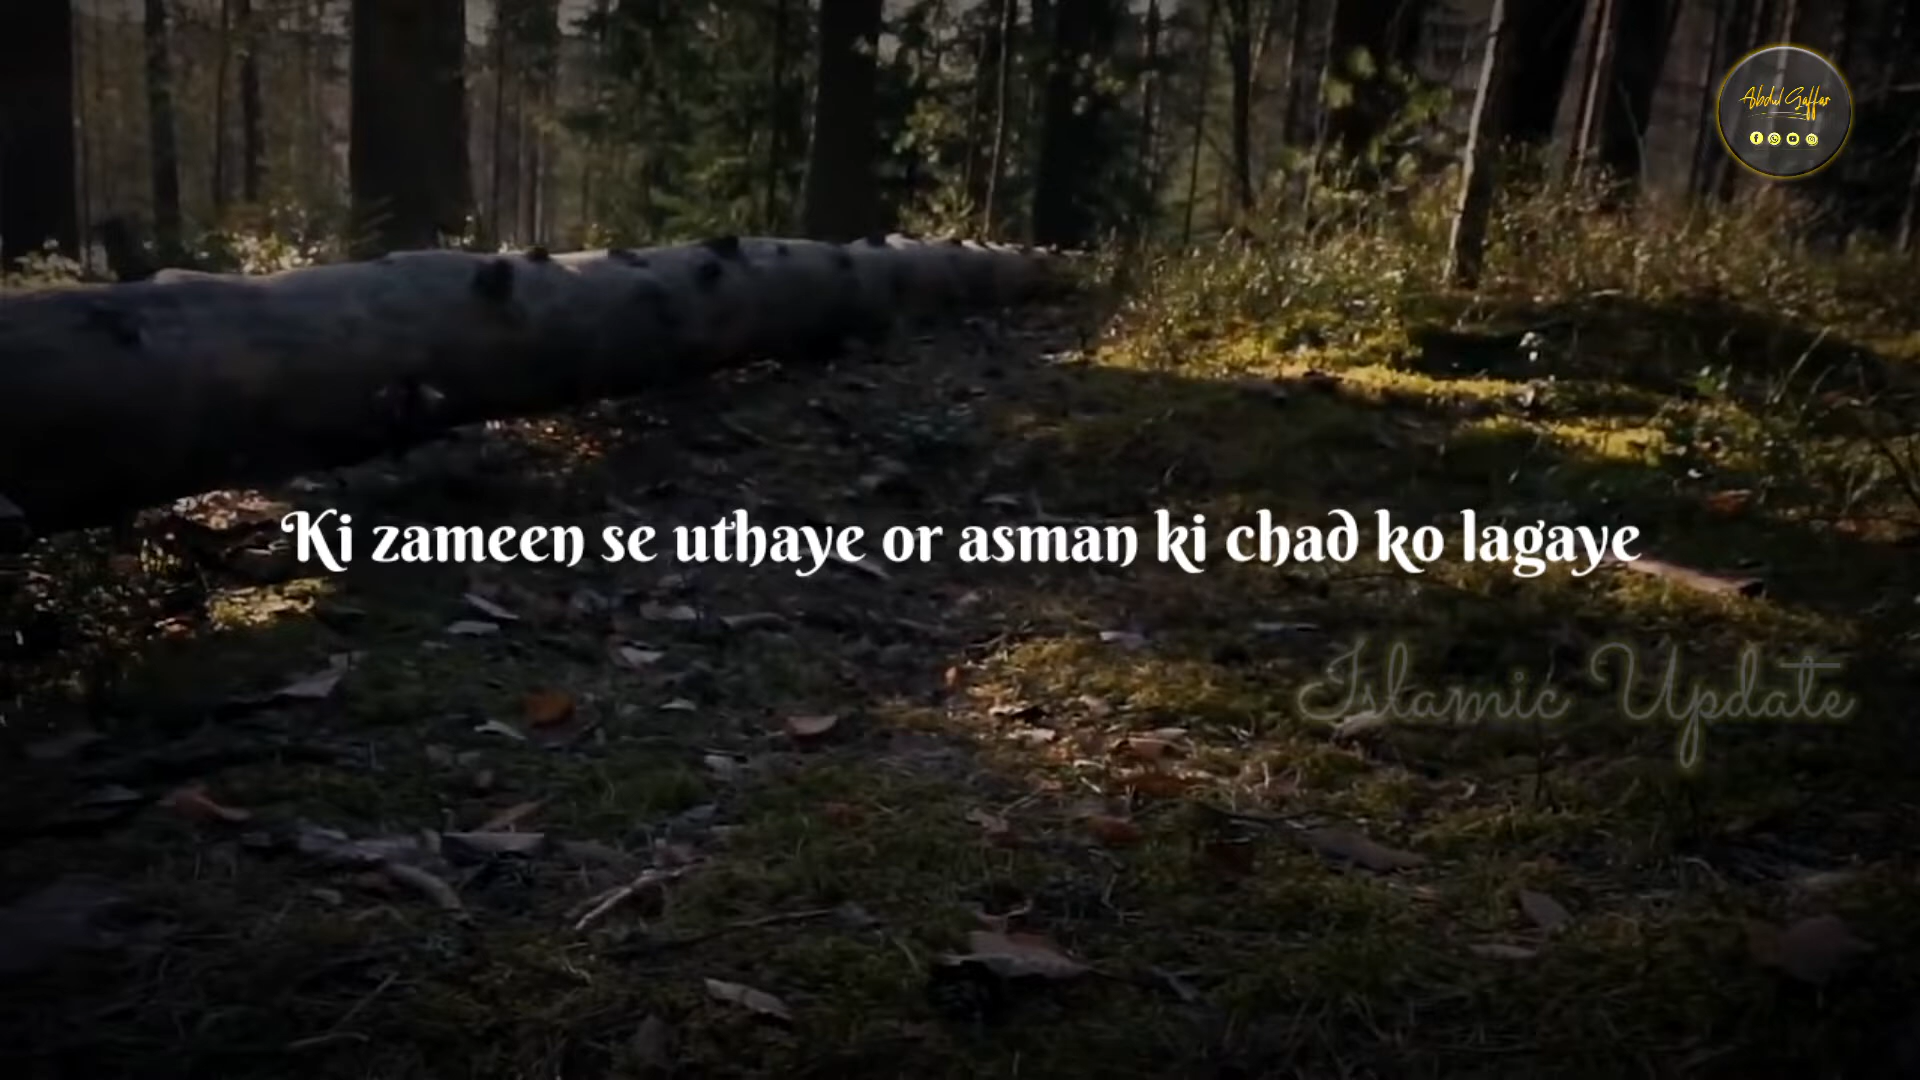 Abdul Gaffar
Ki zameen se uthaye or asman ki chad ko lagaye
Islamic Update